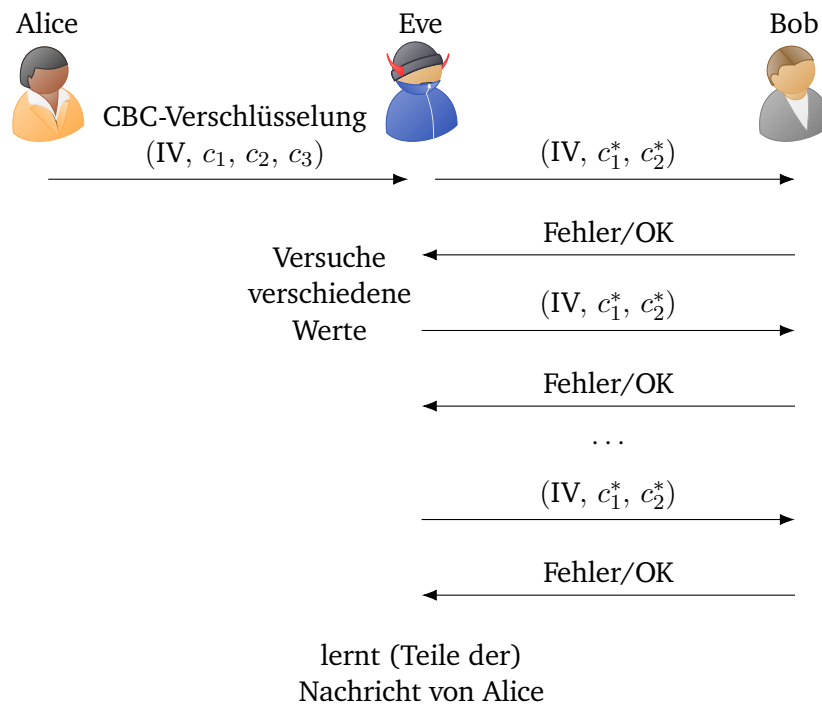 Alice
Eve
Bob
CBC-Verschlüsselung
(IV, c₁, c₂, c₃)
(IV, c₁*, c₂*)
Fehler/OK
Versuche
verschiedene
Werte
(IV, c₁*, c₂*)
Fehler/OK
...
(IV, c₁*, c₂*)
Fehler/OK
lernt (Teile der)
Nachricht von Alice